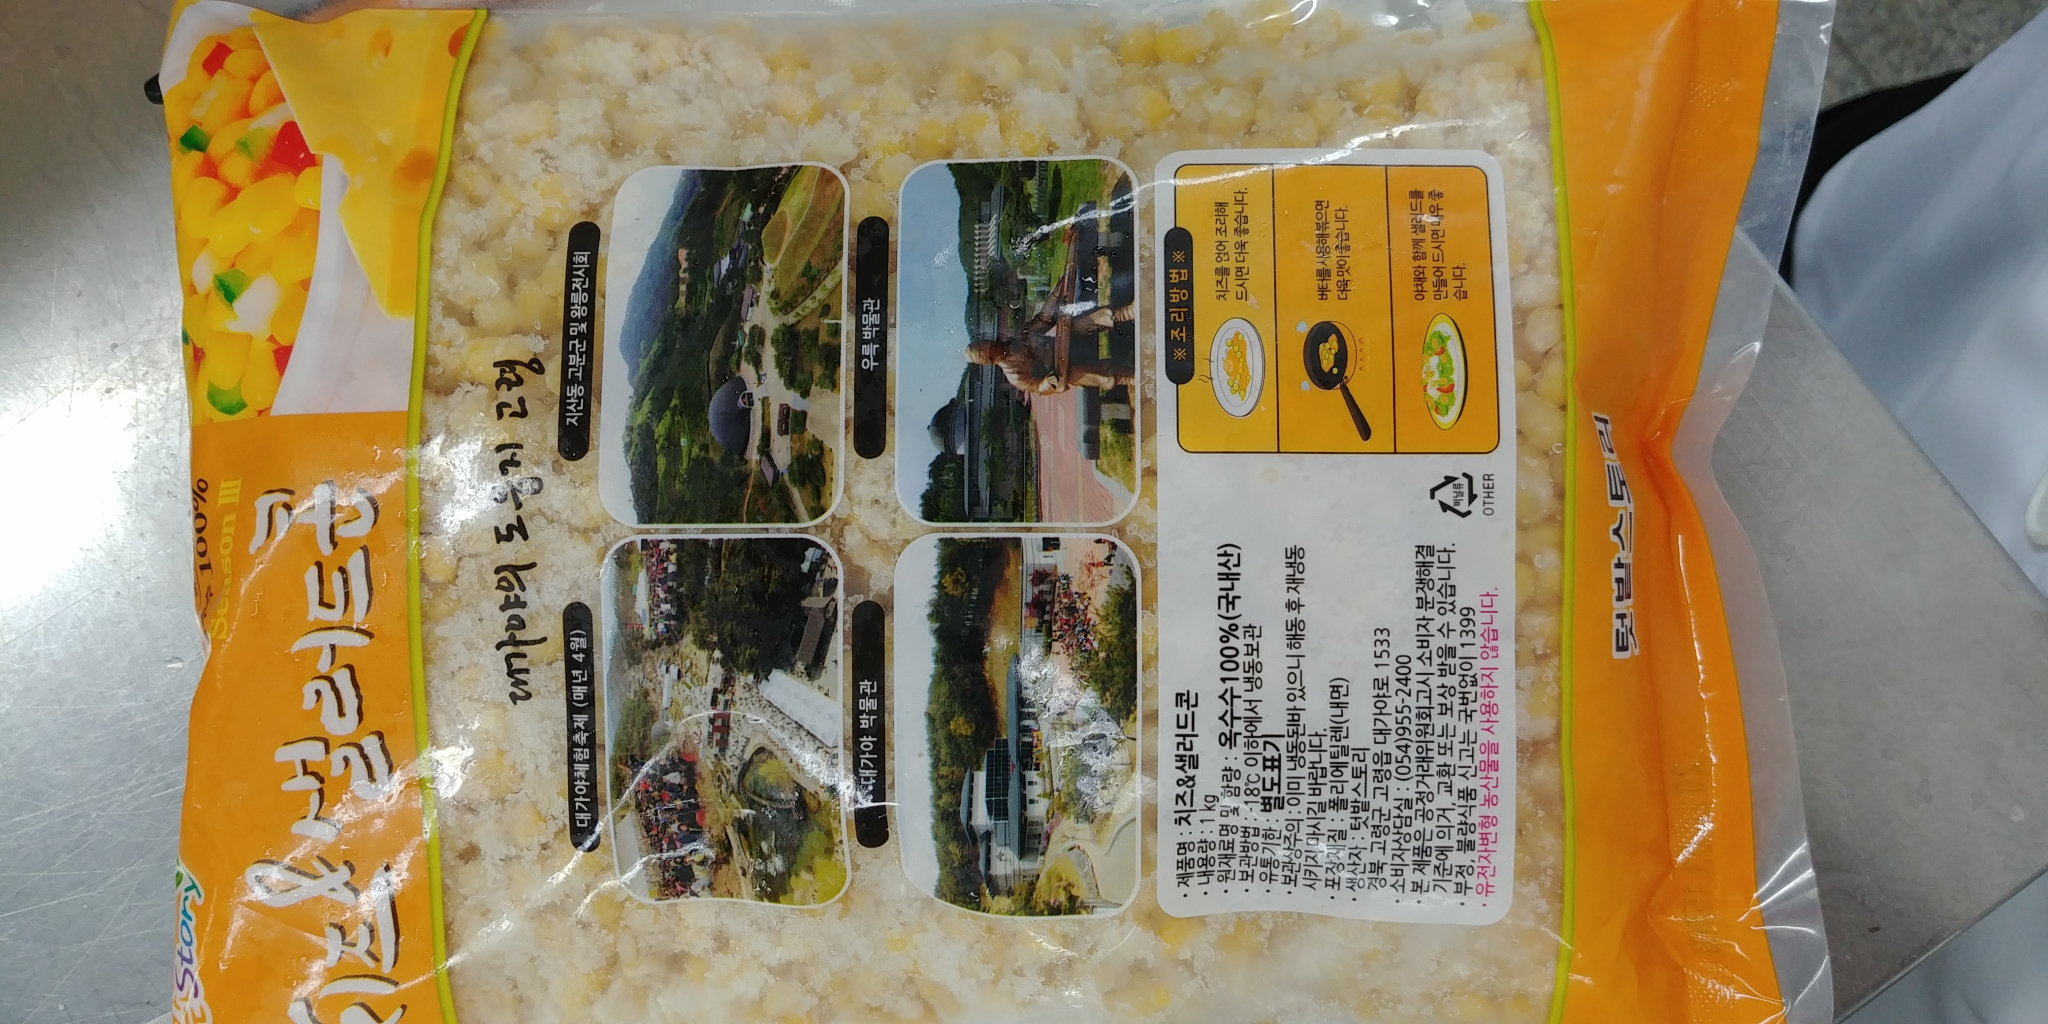 100%
Season III
치즈&샐러드콘
Story
대가야의 도읍지 고령
대가야체험축제 (매년 4월)
지산동 고분군 및 왕릉전시회
대가야 박물관
우륵 박물관
※ 조리방법 ※
치즈를 얹어 조리해
드시면 더욱 좋습니다.
버터를 사용해 볶으면
더욱 맛이 좋습니다.
야채와 함께 샐러드를
만들어 드시면 매우 좋
습니다.
비닐류
OTHER
· 제품명 : 치즈&샐러드콘
· 내용량 : 1 kg
· 원재료명 및 함량 : 옥수수100%(국내산)
· 보관방법 : -18℃ 이하에서 냉동보관
· 유통기한 : 별도표기
· 보관상주의 : 이미 냉동된바 있으니 해동 후 재냉동
시키지 마시길 바랍니다.
· 포장재질 : 폴리에틸렌(내면)
· 생산자 : 텃밭스토리
경북 고령군 고령읍 대가야로 1533
· 소비자상담실 : (054)955-2400
· 본 제품은 공정거래위원회고시 소비자 분쟁해결
기준에 의거, 교환 또는 보상 받을 수 있습니다.
· 부정, 불량식품 신고는 국번없이 1399
· 유전자변형 농산물을 사용하지 않습니다.
텃밭스토리